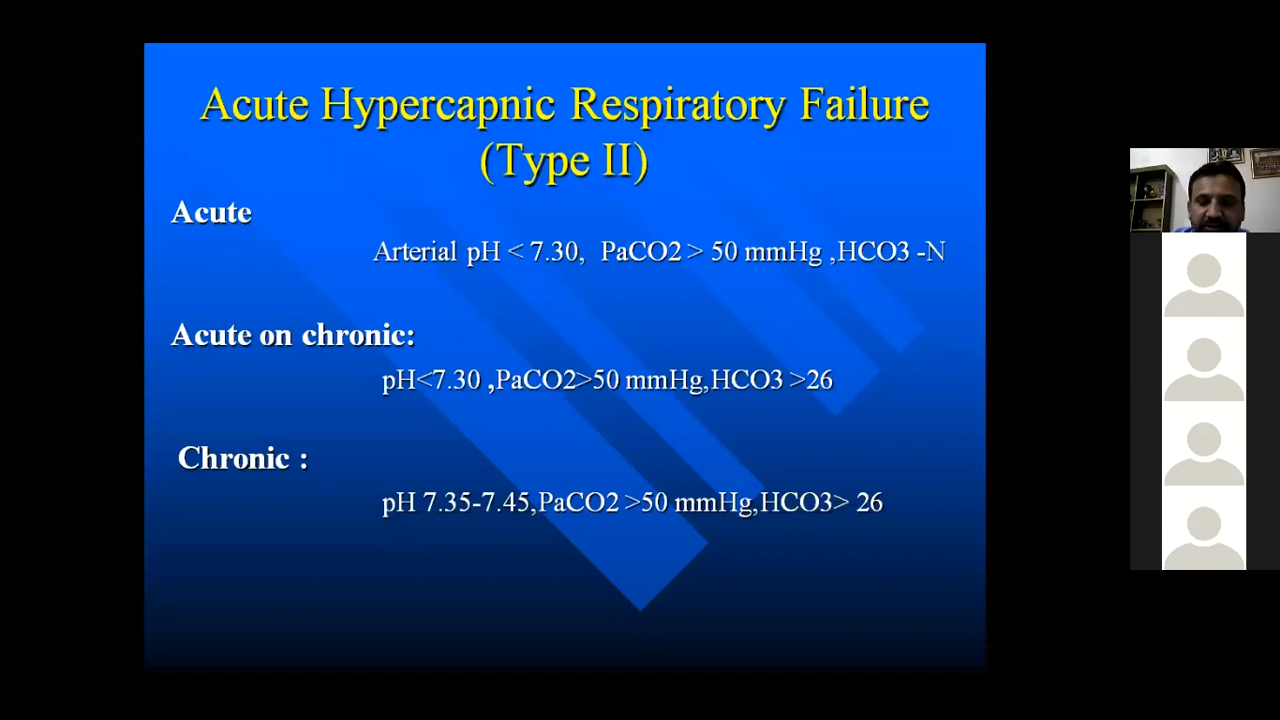 Acute Hypercapnic Respiratory Failure
(Type II)
Acute
Arterial pH < 7.30, PaCO2 > 50 mmHg ,HCO3 -N
Acute on chronic:
pH<7.30 ,PaCO2>50 mmHg,HCO3 >26
Chronic :
pH 7.35-7.45,PaCO2 >50 mmHg,HCO3> 26